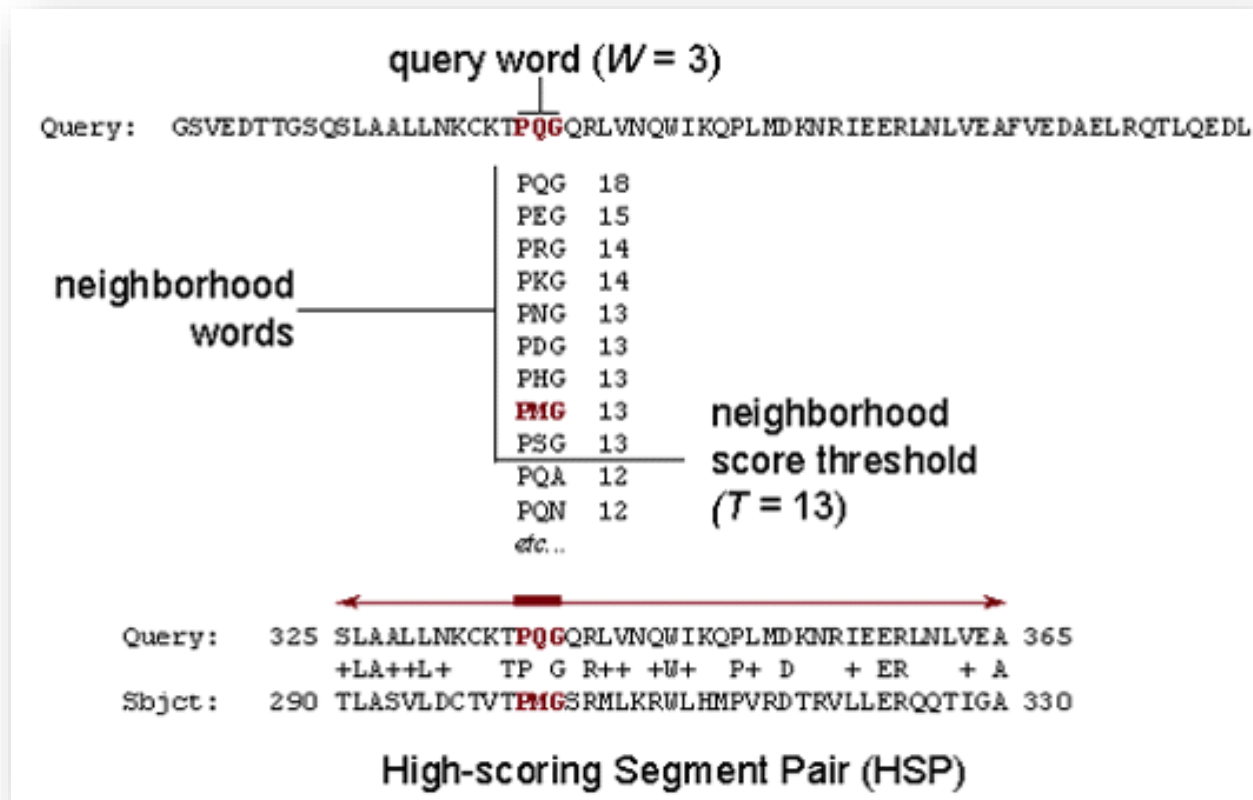 query word (W = 3)
Query: GSVEDTTGSQSLAALLNKCKTPQGQRLVNQWIKQPLMDKNRIEERLNLVEAFVEDAELRQTLQEDL
PQG 18
PEG 15
PRG 14
PKG 14
PNG 13
PDG 13
PHG 13
PMG 13
PSG 13
PQA 12
PQN 12
etc...
neighborhood
words
neighborhood
score threshold
(T = 13)
Query: 325 SLAALLNKCKTPQGQRLVNQWIKQPLMDKNRIEERLNLVEA 365
+LA++L+ TP G R++ +W+ P+ D + ER + A
Sbjct: 290 TLASVLDCTVTPMGSRMLKRWLHMPVRDTRVLLERQQTIGA 330
High-scoring Segment Pair (HSP)